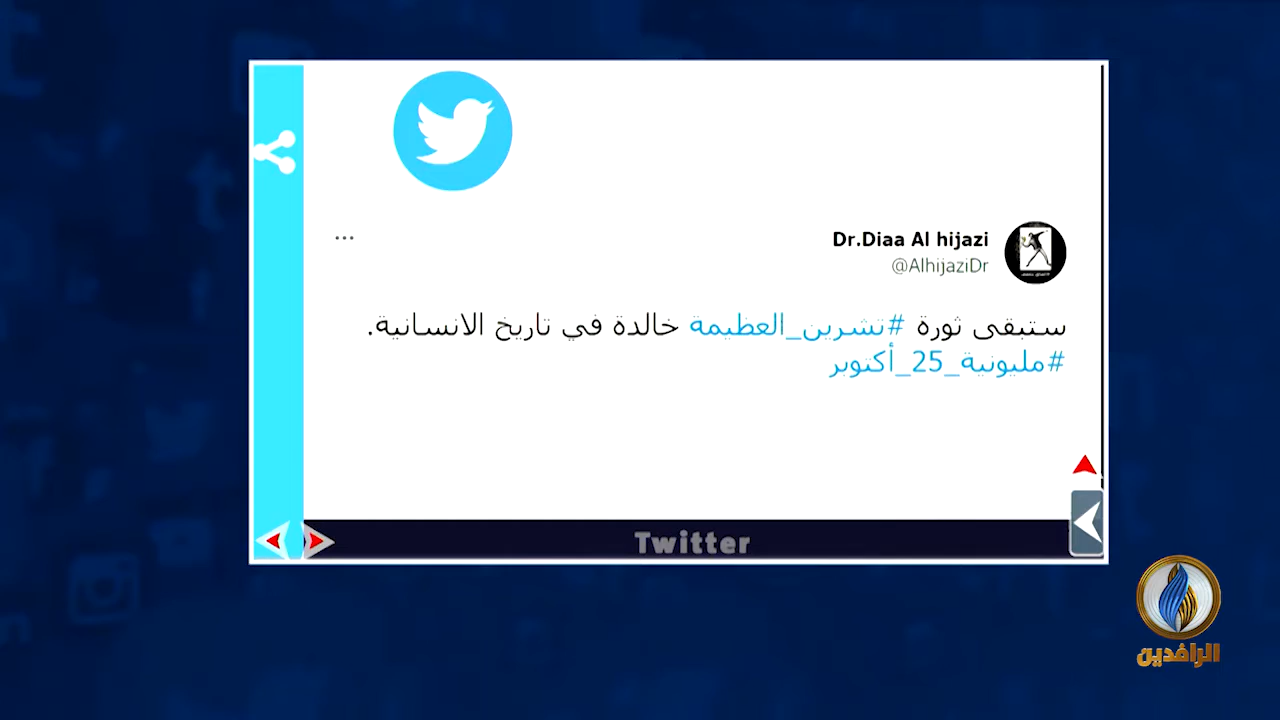 Dr.Diaa Al hijazi
@AlhijaziDr
...
ستبقى ثورة #تشرين_العظيمة خالدة في تاريخ الانسانية.
#مليونية_25_أكتوبر
Twitter
الرافدين